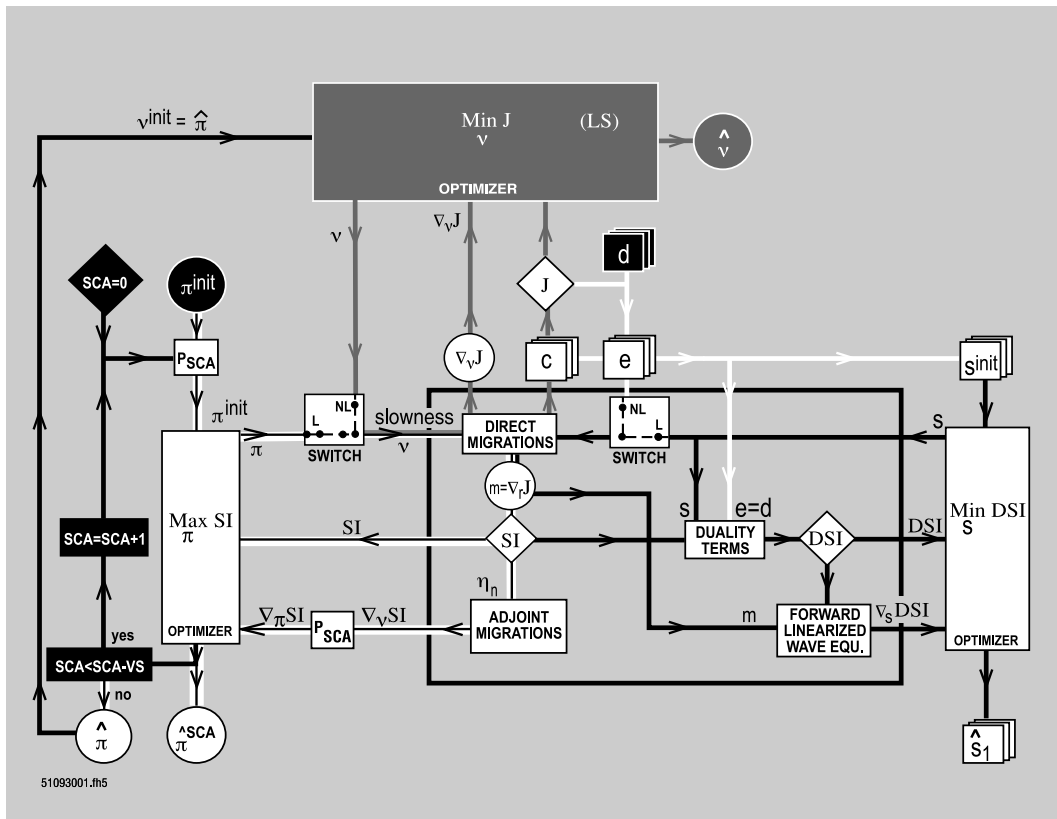 ν^init = π̂
Min J (LS)
ν
OPTIMIZER
ν̂
ν
∇νJ
d
SCA=0
π^init
J
P_SCA
∇νJ
c
e
s^init
π^init
NL
L
SWITCH
π
slowness
ν
DIRECT
MIGRATIONS
NL
L
SWITCH
s
m=∇rJ
Max SI
π
OPTIMIZER
SCA=SCA+1
SI
SI
s
e=d
DUALITY
TERMS
DSI
DSI
Min DSI
s
OPTIMIZER
ηn
ADJOINT
MIGRATIONS
∇πSI
P_SCA
∇νSI
m
FORWARD
LINEARIZED
WAVE EQU.
∇sDSI
yes
SCA<SCA-VS
no
π̂
π̂^SCA
ŝ1
51093001.fh5